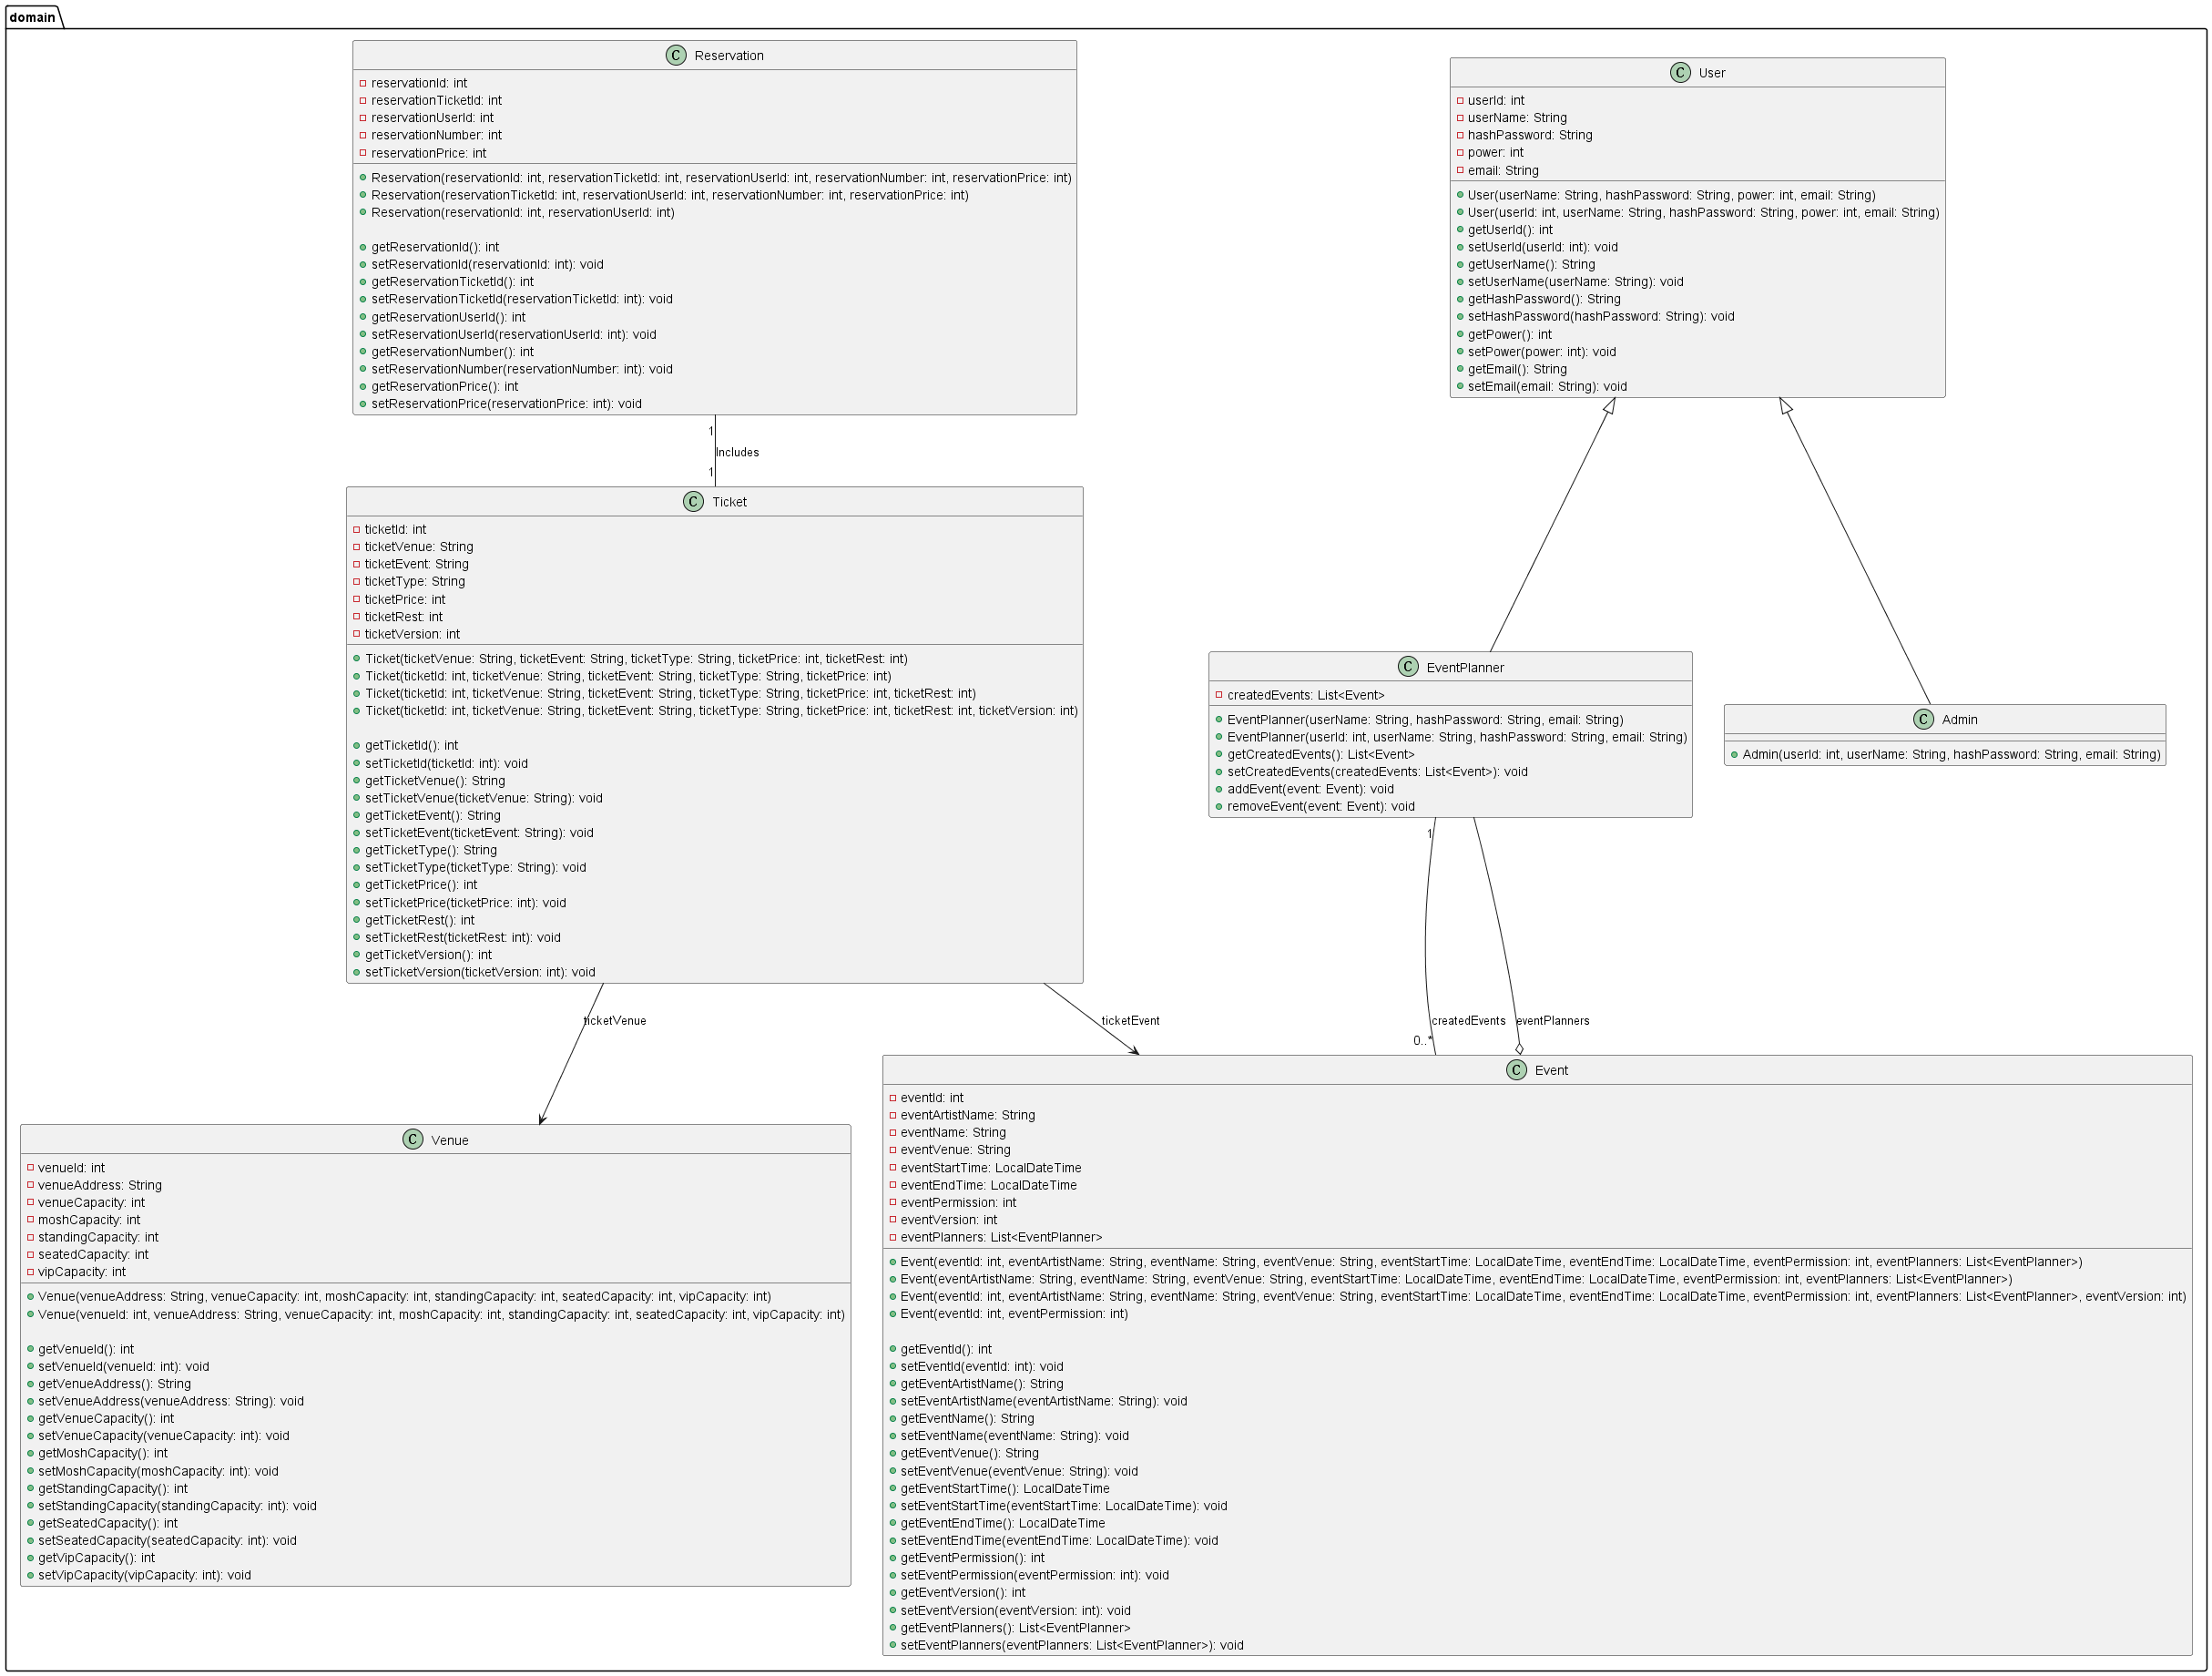 domain
C Reservation
reservationId: int
reservationTicketId: int
reservationUserId: int
reservationNumber: int
reservationPrice: int
Reservation(reservationId: int, reservationTicketId: int, reservationUserId: int, reservationNumber: int, reservationPrice: int)
Reservation(reservationTicketId: int, reservationUserId: int, reservationNumber: int, reservationPrice: int)
Reservation(reservationId: int, reservationUserId: int)
getReservationId(): int
setReservationId(reservationId: int): void
getReservationTicketId(): int
setReservationTicketId(reservationTicketId: int): void
getReservationUserId(): int
setReservationUserId(reservationUserId: int): void
getReservationNumber(): int
setReservationNumber(reservationNumber: int): void
getReservationPrice(): int
setReservationPrice(reservationPrice: int): void
C User
userId: int
userName: String
hashPassword: String
power: int
email: String
User(userName: String, hashPassword: String, power: int, email: String)
User(userId: int, userName: String, hashPassword: String, power: int, email: String)
getUserId(): int
setUserId(userId: int): void
getUserName(): String
setUserName(userName: String): void
getHashPassword(): String
setHashPassword(hashPassword: String): void
getPower(): int
setPower(power: int): void
getEmail(): String
setEmail(email: String): void
1
Includes
1
C Ticket
ticketId: int
ticketVenue: String
ticketEvent: String
ticketType: String
ticketPrice: int
ticketRest: int
ticketVersion: int
Ticket(ticketVenue: String, ticketEvent: String, ticketType: String, ticketPrice: int, ticketRest: int)
Ticket(ticketId: int, ticketVenue: String, ticketEvent: String, ticketType: String, ticketPrice: int)
Ticket(ticketId: int, ticketVenue: String, ticketEvent: String, ticketType: String, ticketPrice: int, ticketRest: int)
Ticket(ticketId: int, ticketVenue: String, ticketEvent: String, ticketType: String, ticketPrice: int, ticketRest: int, ticketVersion: int)
getTicketId(): int
setTicketId(ticketId: int): void
getTicketVenue(): String
setTicketVenue(ticketVenue: String): void
getTicketEvent(): String
setTicketEvent(ticketEvent: String): void
getTicketType(): String
setTicketType(ticketType: String): void
getTicketPrice(): int
setTicketPrice(ticketPrice: int): void
getTicketRest(): int
setTicketRest(ticketRest: int): void
getTicketVersion(): int
setTicketVersion(ticketVersion: int): void
C EventPlanner
createdEvents: List<Event>
EventPlanner(userName: String, hashPassword: String, email: String)
EventPlanner(userId: int, userName: String, hashPassword: String, email: String)
getCreatedEvents(): List<Event>
setCreatedEvents(createdEvents: List<Event>): void
addEvent(event: Event): void
removeEvent(event: Event): void
C Admin
Admin(userId: int, userName: String, hashPassword: String, email: String)
1
ticketVenue
ticketEvent
createdEvents
eventPlanners
0..*
C Venue
venueId: int
venueAddress: String
venueCapacity: int
moshCapacity: int
standingCapacity: int
seatedCapacity: int
vipCapacity: int
Venue(venueAddress: String, venueCapacity: int, moshCapacity: int, standingCapacity: int, seatedCapacity: int, vipCapacity: int)
Venue(venueId: int, venueAddress: String, venueCapacity: int, moshCapacity: int, standingCapacity: int, seatedCapacity: int, vipCapacity: int)
getVenueId(): int
setVenueId(venueId: int): void
getVenueAddress(): String
setVenueAddress(venueAddress: String): void
getVenueCapacity(): int
setVenueCapacity(venueCapacity: int): void
getMoshCapacity(): int
setMoshCapacity(moshCapacity: int): void
getStandingCapacity(): int
setStandingCapacity(standingCapacity: int): void
getSeatedCapacity(): int
setSeatedCapacity(seatedCapacity: int): void
getVipCapacity(): int
setVipCapacity(vipCapacity: int): void
C Event
eventId: int
eventArtistName: String
eventName: String
eventVenue: String
eventStartTime: LocalDateTime
eventEndTime: LocalDateTime
eventPermission: int
eventVersion: int
eventPlanners: List<EventPlanner>
Event(eventId: int, eventArtistName: String, eventName: String, eventVenue: String, eventStartTime: LocalDateTime, eventEndTime: LocalDateTime, eventPermission: int, eventPlanners: List<EventPlanner>)
Event(eventArtistName: String, eventName: String, eventVenue: String, eventStartTime: LocalDateTime, eventEndTime: LocalDateTime, eventPermission: int, eventPlanners: List<EventPlanner>)
Event(eventId: int, eventArtistName: String, eventName: String, eventVenue: String, eventStartTime: LocalDateTime, eventEndTime: LocalDateTime, eventPermission: int, eventPlanners: List<EventPlanner>, eventVersion: int)
Event(eventId: int, eventPermission: int)
getEventId(): int
setEventId(eventId: int): void
getEventArtistName(): String
setEventArtistName(eventArtistName: String): void
getEventName(): String
setEventName(eventName: String): void
getEventVenue(): String
setEventVenue(eventVenue: String): void
getEventStartTime(): LocalDateTime
setEventStartTime(eventStartTime: LocalDateTime): void
getEventEndTime(): LocalDateTime
setEventEndTime(eventEndTime: LocalDateTime): void
getEventPermission(): int
setEventPermission(eventPermission: int): void
getEventVersion(): int
setEventVersion(eventVersion: int): void
getEventPlanners(): List<EventPlanner>
setEventPlanners(eventPlanners: List<EventPlanner>): void